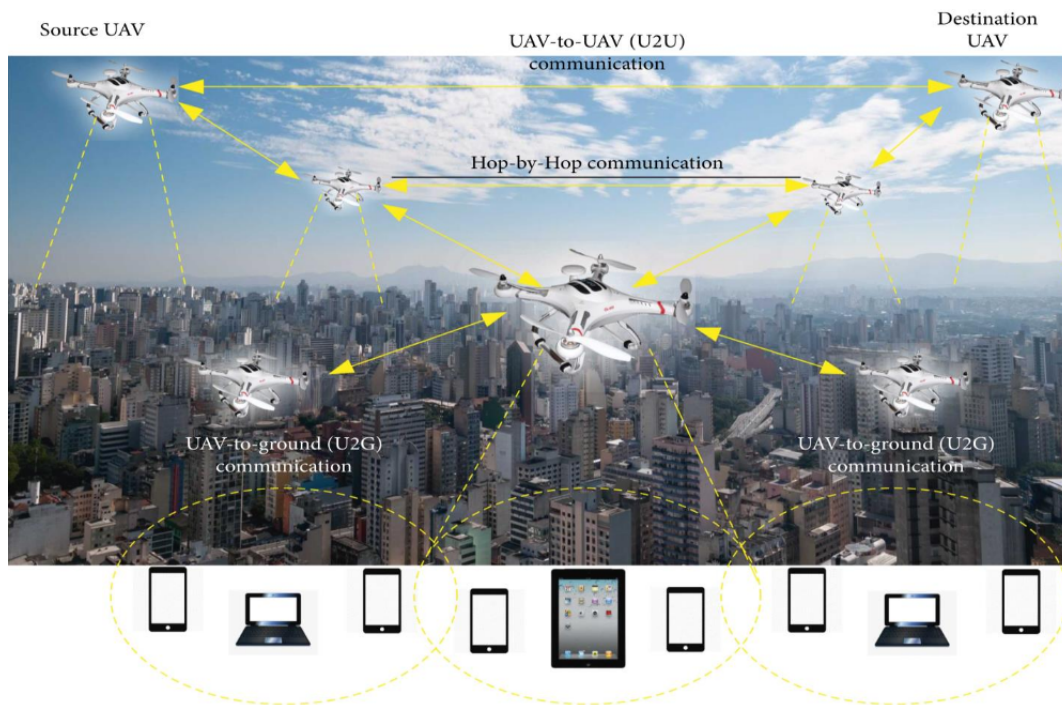 Source UAV
UAV-to-UAV (U2U)
communication
Destination
UAV
Hop-by-Hop communication
UAV-to-ground (U2G)
communication
UAV-to-ground (U2G)
communication